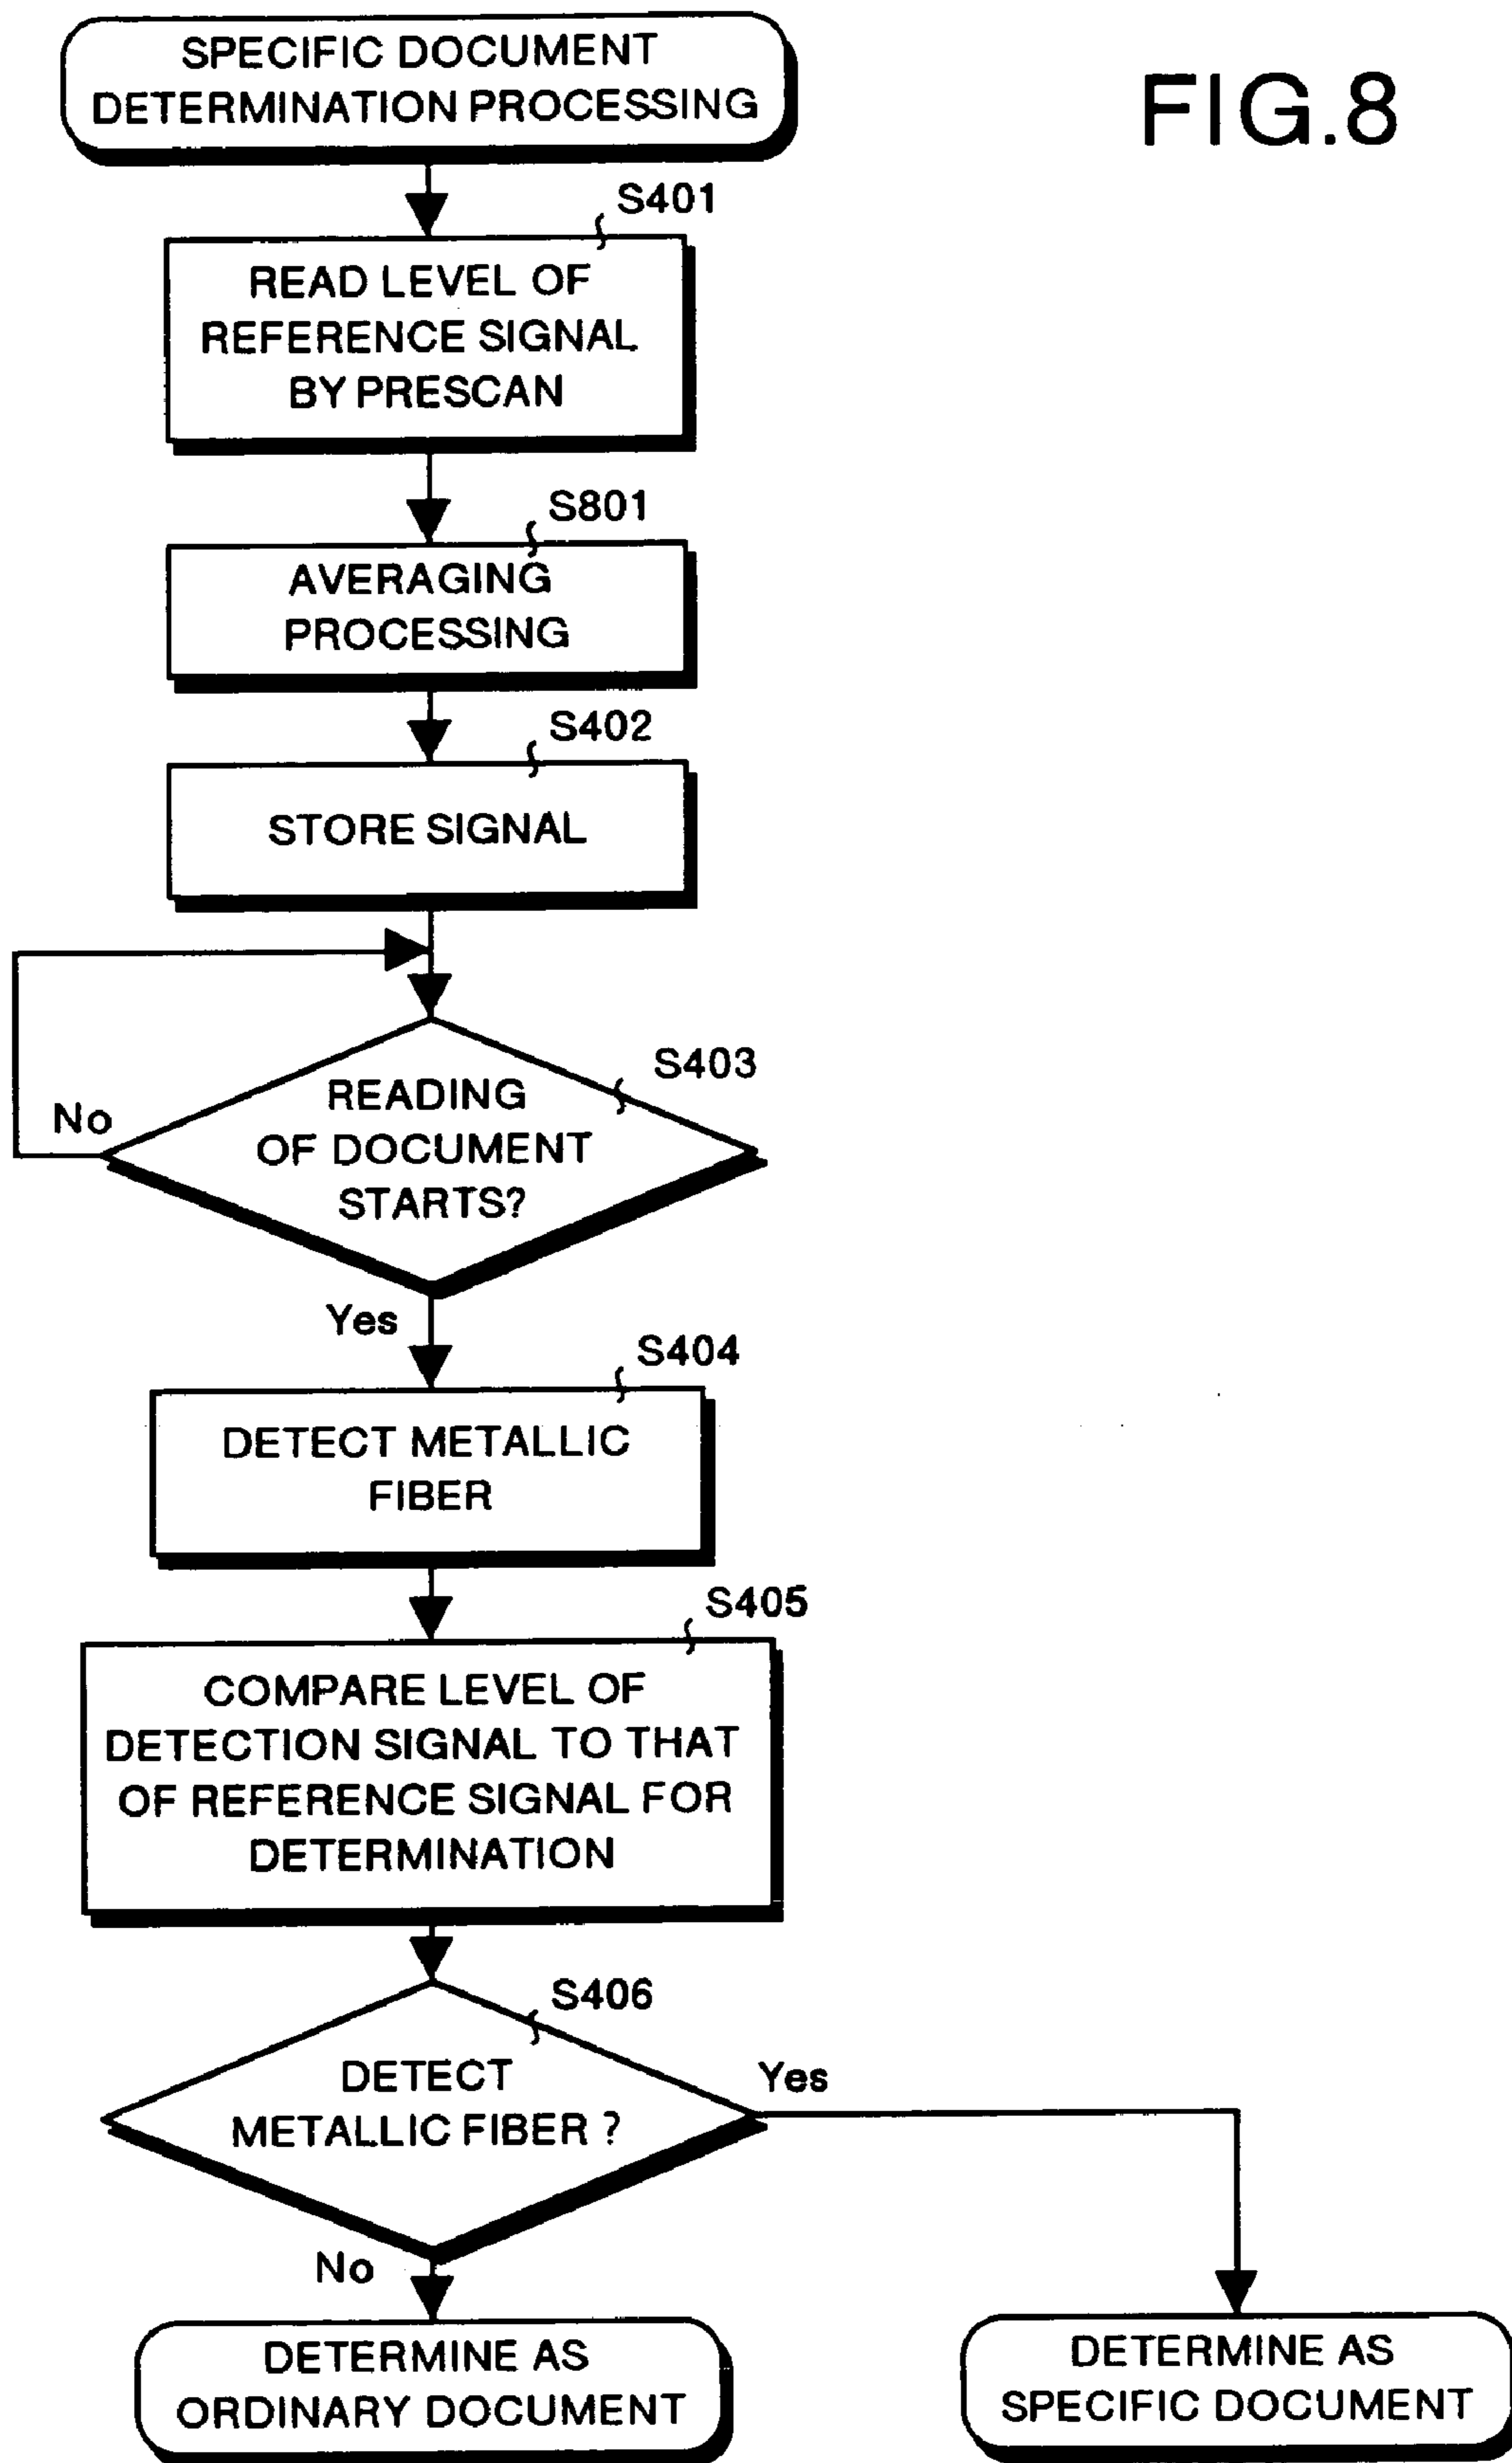 FIG.8
SPECIFIC DOCUMENT
DETERMINATION PROCESSING
S401
READ LEVEL OF
REFERENCE SIGNAL
BY PRESCAN
S801
AVERAGING
PROCESSING
S402
STORE SIGNAL
S403
READING
OF DOCUMENT
STARTS?
No
Yes
S404
DETECT METALLIC
FIBER
S405
COMPARE LEVEL OF
DETECTION SIGNAL TO THAT
OF REFERENCE SIGNAL FOR
DETERMINATION
S406
DETECT
METALLIC FIBER ?
Yes
No
DETERMINE AS
ORDINARY DOCUMENT
DETERMINE AS
SPECIFIC DOCUMENT